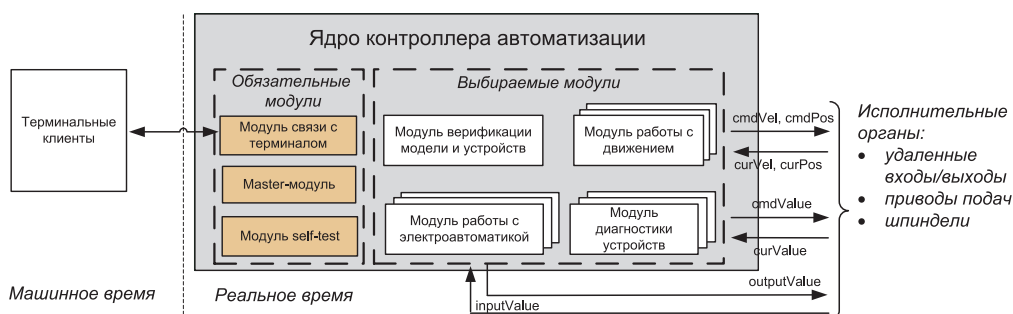 Ядро контроллера автоматизации
Обязательные
модули
Выбираемые модули
Терминальные
клиенты
Модуль связи с
терминалом
Master-модуль
Модуль self-test
Модуль верификации
модели и устройств
Модуль работы с
движением
Модуль работы с
электроавтоматикой
Модуль
диагностики
устройств
cmdVel, cmdPos
curVel, curPos
cmdValue
curValue
outputValue
inputValue
Исполнительные
органы:
• удаленные
входы/выходы
• приводы подач
• шпиндели
Машинное время
Реальное время